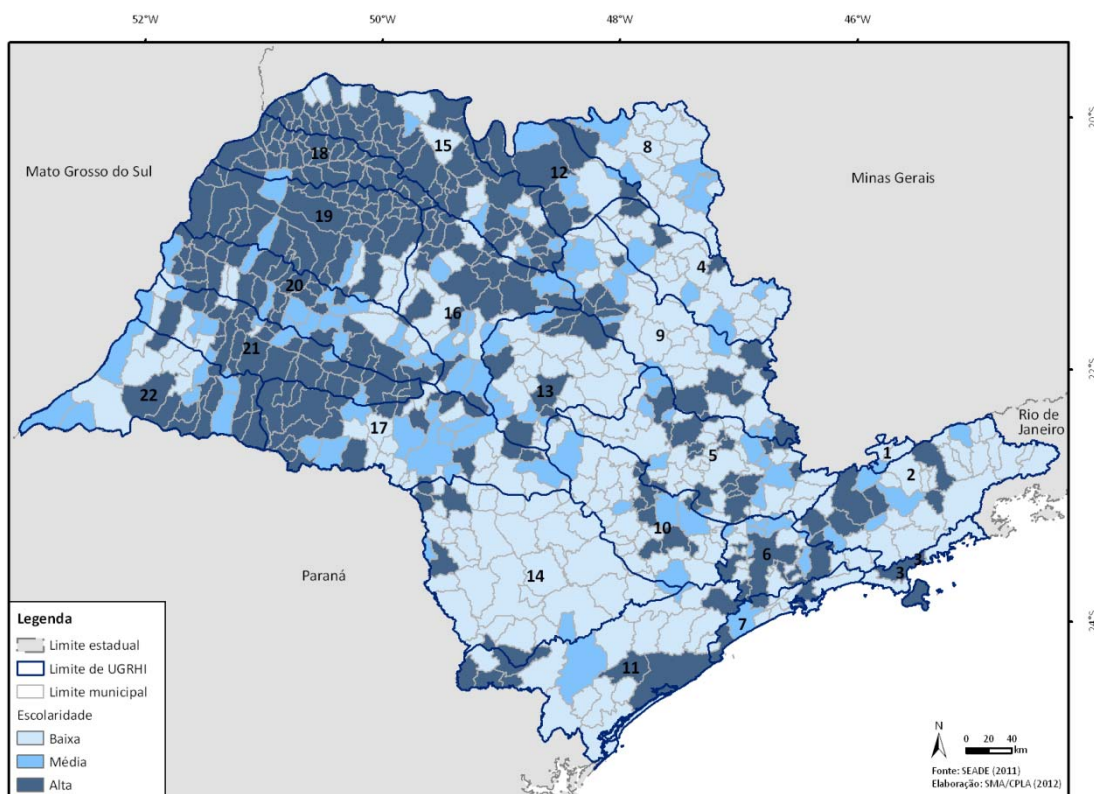 52°W 50°W 48°W 46°W
20°S
22°S
24°S
Mato Grosso do Sul
Minas Gerais
Rio de
Janeiro
Paraná
15
8
18
12
19
4
20
16
9
21
13
22
17
5
1
2
10
6
3
3
14
7
11
Legenda
Limite estadual
Limite de UGRHI
Limite municipal
Escolaridade
Baixa
Média
Alta
N
0 20 40
km
Fonte: SEADE (2011)
Elaboração: SMA/CPLA (2012)